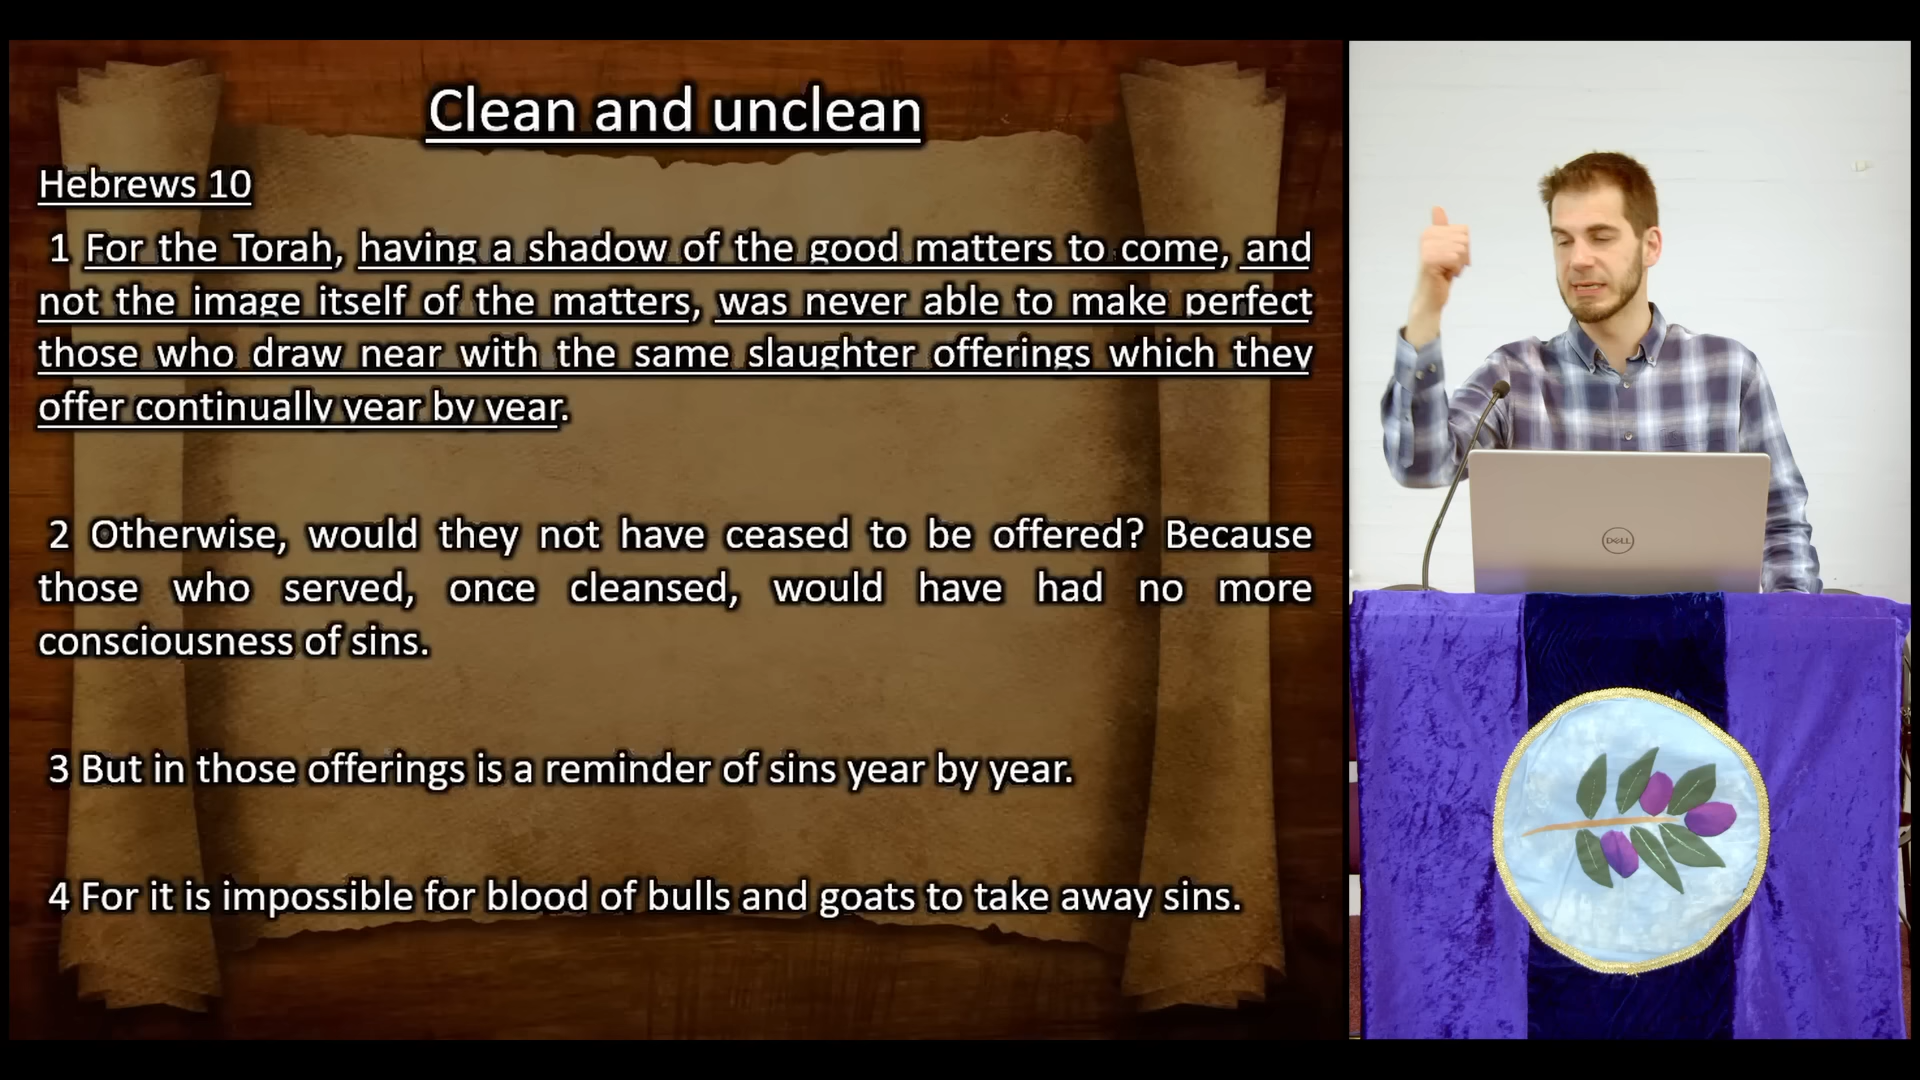 Clean and unclean
Hebrews 10
1 For the Torah, having a shadow of the good matters to come, and
not the image itself of the matters, was never able to make perfect
those who draw near with the same slaughter offerings which they
offer continually year by year.
2 Otherwise, would they not have ceased to be offered? Because
those who served, once cleansed, would have had no more
consciousness of sins.
3 But in those offerings is a reminder of sins year by year.
4 For it is impossible for blood of bulls and goats to take away sins.
DELL